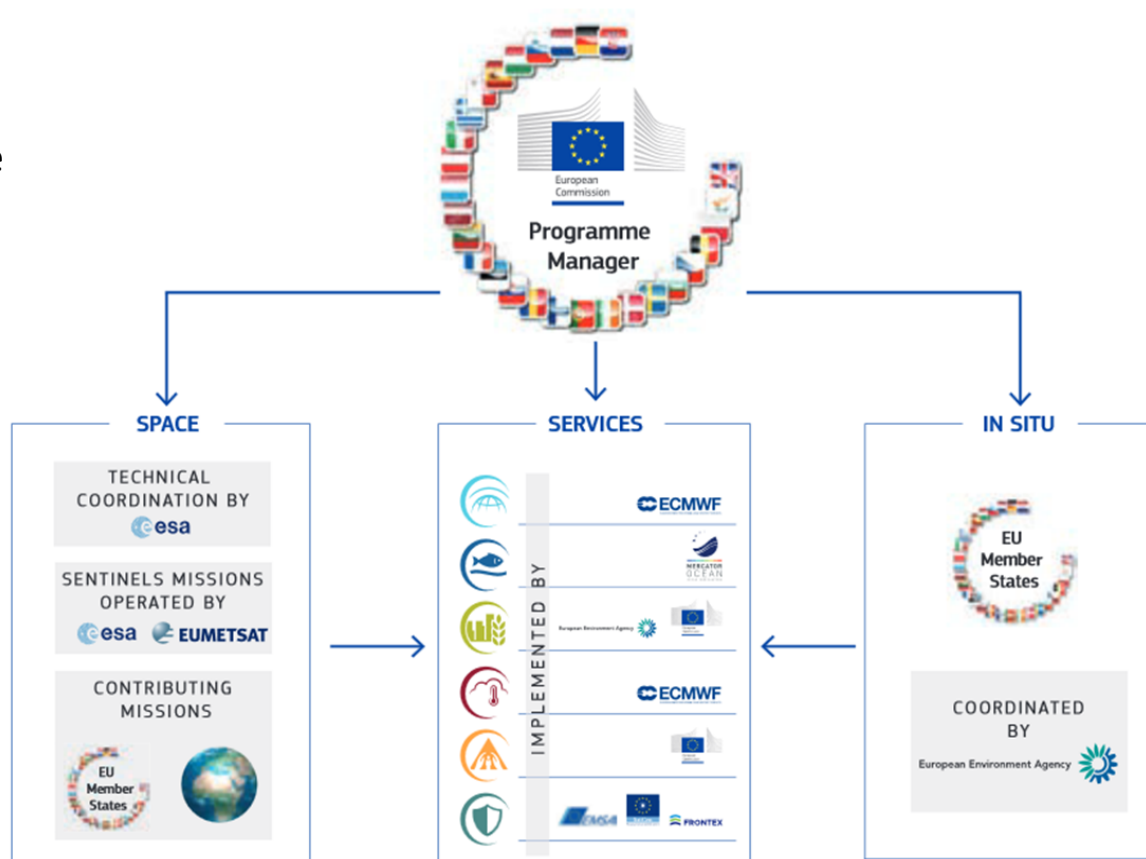 e
European
Commission
Programme
Manager
SPACE
TECHNICAL
COORDINATION BY
esa
SENTINELS MISSIONS
OPERATED BY
esa EUMETSAT
CONTRIBUTING
MISSIONS
EU
Member
States
SERVICES
IMPLEMENTED BY
ECMWF
MERCATOR
OCEAN
European Environment Agency
ECMWF
EMSA
FRONTEX
IN SITU
EU
Member
States
COORDINATED
BY
European Environment Agency